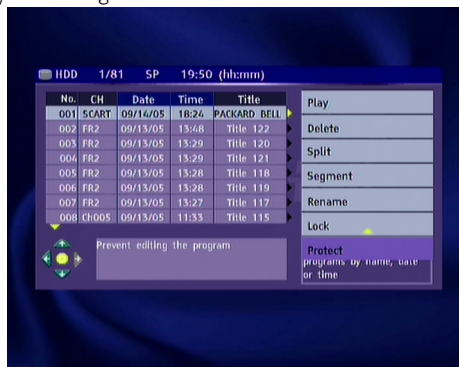 HDD 1/81 SP 19:50 (hh:mm)
No. CH Date Time Title
001 SCART 09/14/05 18:24 PACKARD BELL
002 FR2 09/13/05 13:48 Title 122
003 FR2 09/13/05 13:29 Title 120
004 FR2 09/13/05 13:29 Title 121
005 FR2 09/13/05 13:28 Title 118
006 FR2 09/13/05 13:28 Title 119
007 FR2 09/13/05 13:27 Title 117
008 Ch005 09/13/05 11:33 Title 115
Prevent editing the program
Play
Delete
Split
Segment
Rename
Lock
Protect
programs by name, date
or time